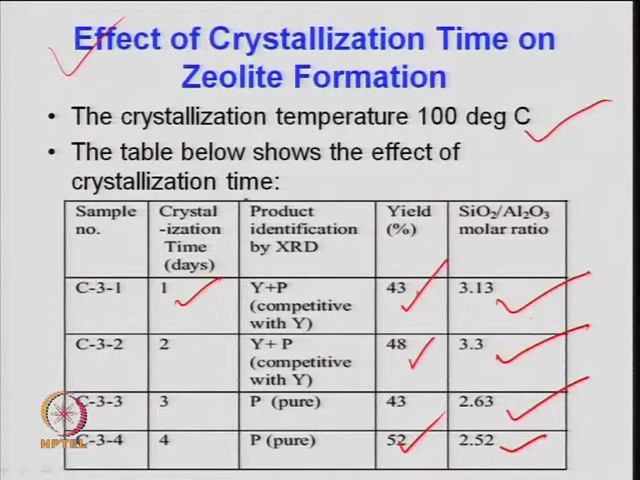 Effect of Crystallization Time on
Zeolite Formation
• The crystallization temperature 100 deg C
• The table below shows the effect of
crystallization time:
Sample no. Crystal-ization Time (days) Product identification by XRD Yield (%) SiO₂/Al₂O₃ molar ratio
C-3-1 1 Y+P (competitive with Y) 43 3.13
C-3-2 2 Y+ P (competitive with Y) 48 3.3
C-3-3 3 P (pure) 43 2.63
C-3-4 4 P (pure) 52 2.52
NPTEL